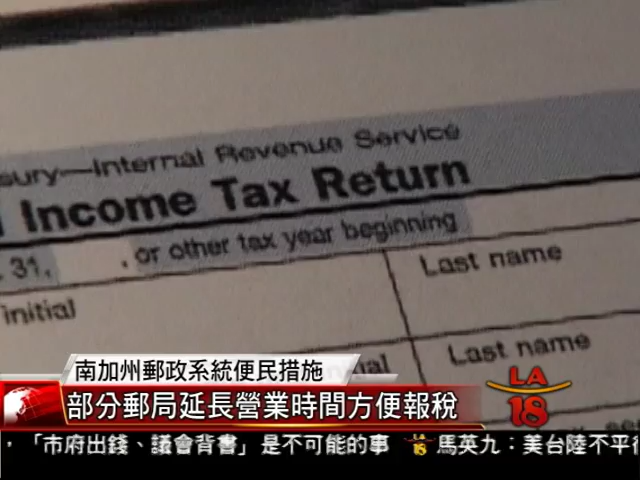 sury—Internal Revenue Service
Income Tax Return
31,     , or other tax year beginning
Last name
initial
Last name
南加州郵政系統便民措施
部分郵局延長營業時間方便報稅
LA
18
，「市府出錢、議會背書」是不可能的事 18 馬英九：美台陸不平行